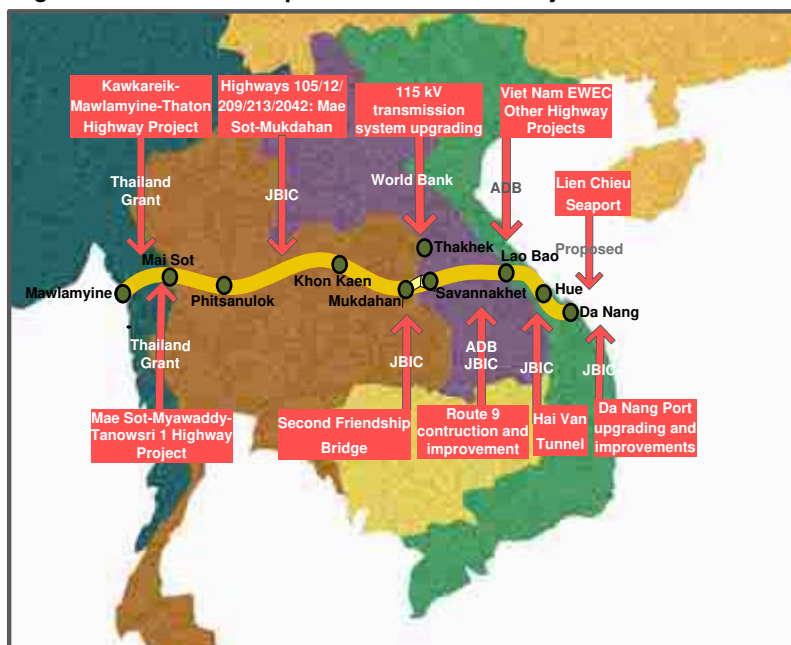 Kawkareik-
Mawlamyine-Thaton
Highway Project
Highways 105/12/
209/213/2042: Mae
Sot-Mukdahan
115 kV
transmission
system upgrading
Viet Nam EWEC
Other Highway
Projects
Lien Chieu
Seaport
Thailand
Grant
JBIC
World Bank
ADB
Proposed
Mawlamyine
Mai Sot
Phitsanulok
Khon Kaen
Mukdahan
Thakhek
Savannakhet
Lao Bao
Hue
Da Nang
Thailand
Grant
JBIC
ADB
JBIC
JBIC
JBIC
Mae Sot-Myawaddy-
Tanowsri 1 Highway
Project
Second Friendship
Bridge
Route 9
contruction and
improvement
Hai Van
Tunnel
Da Nang Port
upgrading and
improvements